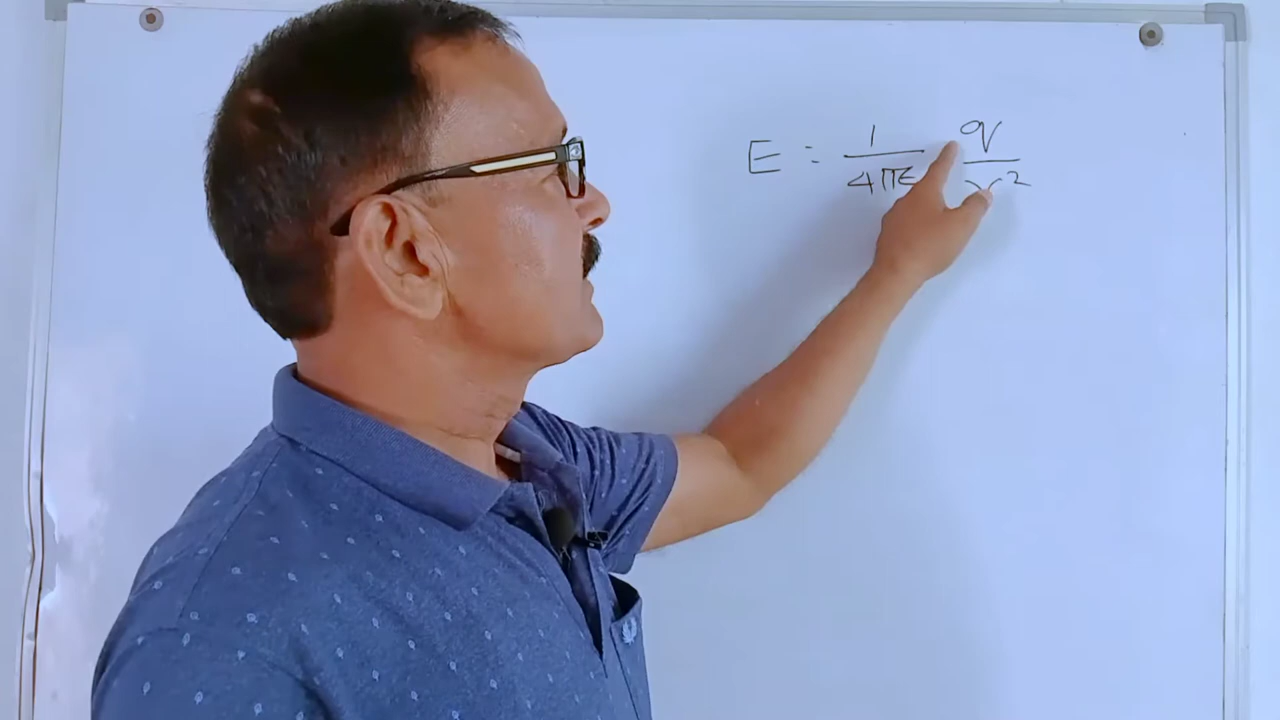 E = 1/4πε q/r²